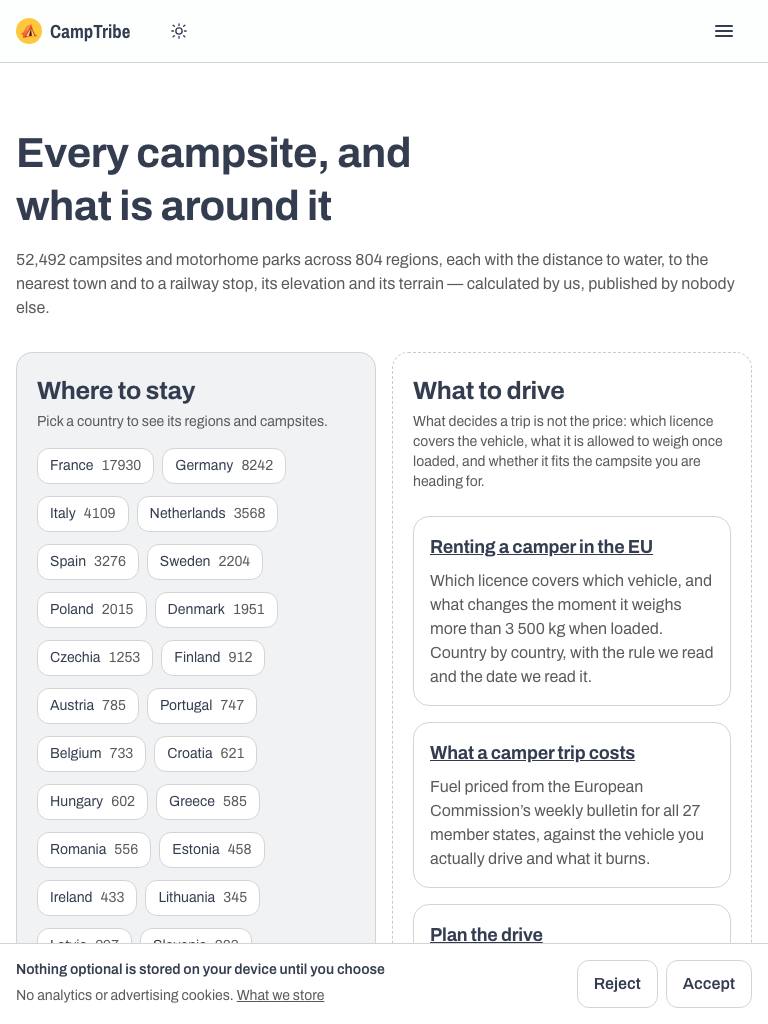 CampTribe
Every campsite, and
what is around it
52,492 campsites and motorhome parks across 804 regions, each with the distance to water, to the
nearest town and to a railway stop, its elevation and its terrain — calculated by us, published by nobody
else.
Where to stay
Pick a country to see its regions and campsites.
France 17930 Germany 8242
Italy 4109 Netherlands 3568
Spain 3276 Sweden 2204
Poland 2015 Denmark 1951
Czechia 1253 Finland 912
Austria 785 Portugal 747
Belgium 733 Croatia 621
Hungary 602 Greece 585
Romania 556 Estonia 458
Ireland 433 Lithuania 345
What to drive
What decides a trip is not the price: which licence
covers the vehicle, what it is allowed to weigh once
loaded, and whether it fits the campsite you are
heading for.
Renting a camper in the EU
Which licence covers which vehicle, and
what changes the moment it weighs
more than 3 500 kg when loaded.
Country by country, with the rule we read
and the date we read it.
What a camper trip costs
Fuel priced from the European
Commission’s weekly bulletin for all 27
member states, against the vehicle you
actually drive and what it burns.
Plan the drive
Nothing optional is stored on your device until you choose
No analytics or advertising cookies. What we store
Reject Accept